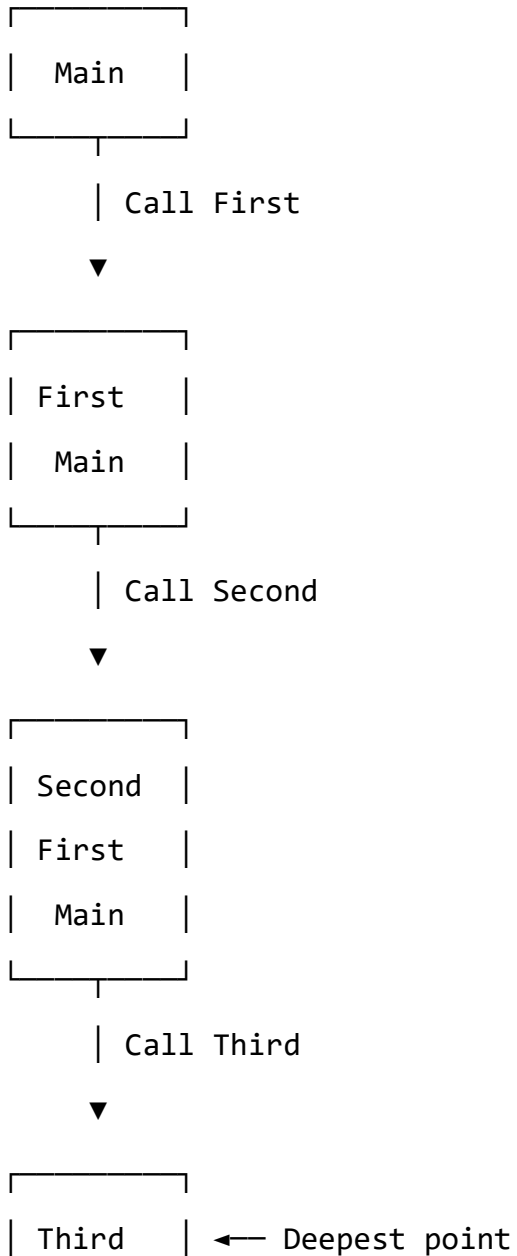 Main
Call First
First
Main
Call Second
Second
First
Main
Call Third
Third ◄── Deepest point